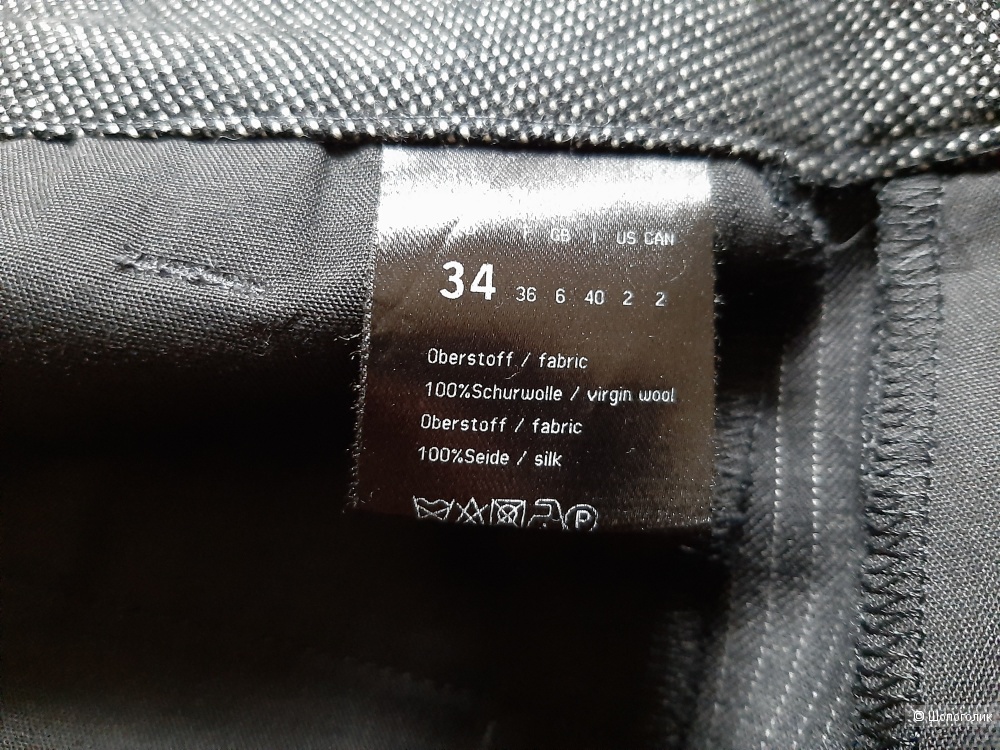 GB I US CAN
34 36 6 40 2 2
Oberstoff / fabric
100%Schurwolle / virgin wool
Oberstoff / fabric
100%Seide / silk
P
© Шопоголик